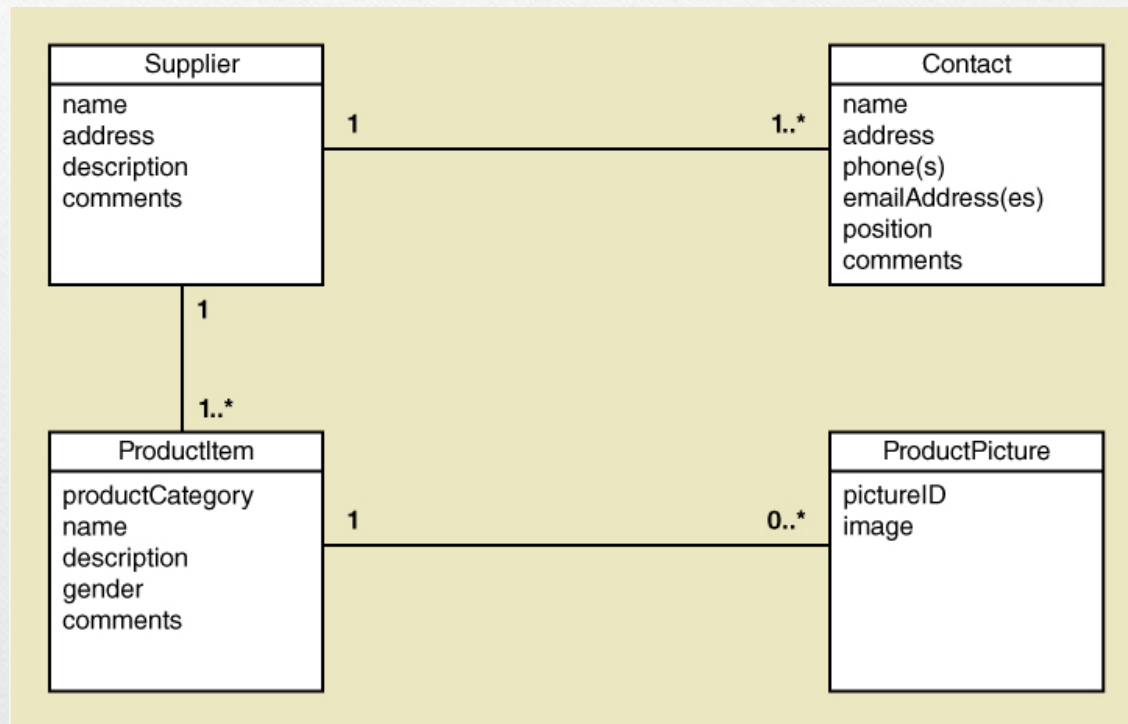 Supplier
name
address
description
comments
1
1..*
Contact
name
address
phone(s)
emailAddress(es)
position
comments
1
1..*
ProductItem
productCategory
name
description
gender
comments
1
0..*
ProductPicture
pictureID
image